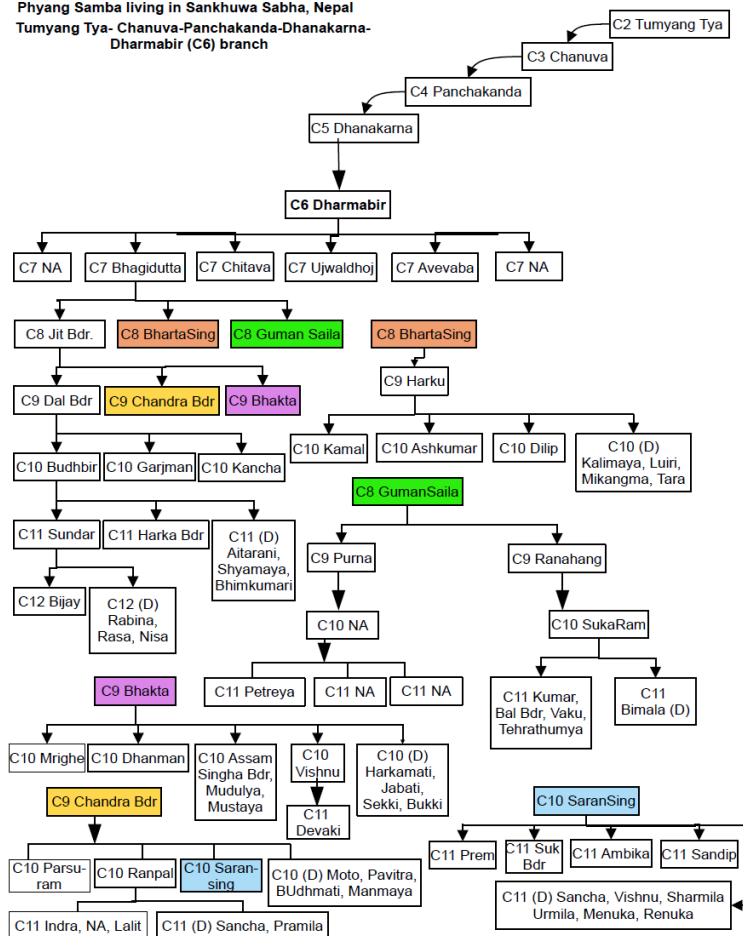 Phyang Samba living in Sankhuwa Sabha, Nepal
Tumyang Tya- Chanuva-Panchakanda-Dhanakarna-
Dharmabir (C6) branch
C2 Tumyang Tya
C3 Chanuva
C4 Panchakanda
C5 Dhanakarna
C6 Dharmabir
C7 NA
C7 Bhagidutta
C7 Chitava
C7 Ujwaldhoj
C7 Avevaba
C7 NA
C8 Jit Bdr.
C8 BhartaSing
C8 Guman Saila
C8 BhartaSing
C9 Harku
C9 Dal Bdr
C9 Chandra Bdr
C9 Bhakta
C10 Kamal
C10 Ashkumar
C10 Dilip
C10 (D)
Kalimaya, Luiri,
Mikangma, Tara
C10 Budhbir
C10 Garjman
C10 Kancha
C8 GumanSaila
C11 Sundar
C11 Harka Bdr
C11 (D)
Aitarani,
Shyamaya,
Bhimkumari
C9 Purna
C9 Ranahang
C12 Bijay
C12 (D)
Rabina,
Rasa, Nisa
C10 NA
C10 SukaRam
C11 Petreya
C11 NA
C11 NA
C11 Kumar,
Bal Bdr, Vaku,
Tehrathumya
C11
Bimala (D)
C9 Bhakta
C10 Mrighe
C10 Dhanman
C10 Assam
Singha Bdr,
Mudulya,
Mustaya
C10
Vishnu
C10 (D)
Harkamati,
Jabati,
Sekki, Bukki
C11
Devaki
C9 Chandra Bdr
C10 SaranSing
C10 Parsu-
ram
C10 Ranpal
C10 Saran-
sing
C10 (D) Moto, Pavitra,
BUdhmati, Manmaya
C11 Prem
C11 Suk
Bdr
C11 Ambika
C11 Sandip
C11 Indra, NA, Lalit
C11 (D) Sancha, Pramila
C11 (D) Sancha, Vishnu, Sharmila
Urmila, Menuka, Renuka